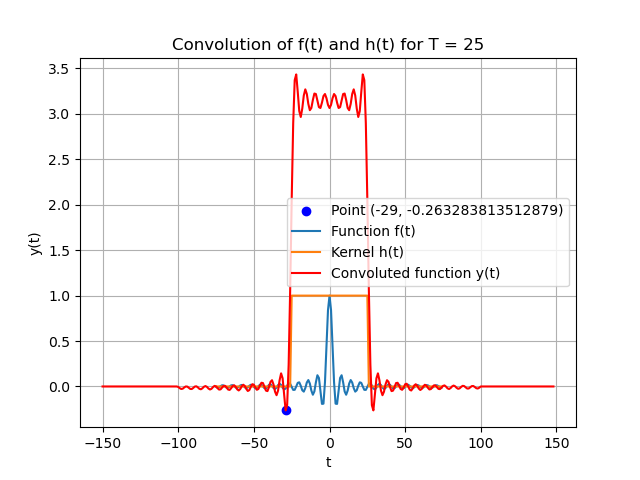 Convolution of f(t) and h(t) for T = 25
3.5
3.0
2.5
2.0
1.5
1.0
0.5
0.0
y(t)
Point (-29, -0.263283813512879)
Function f(t)
Kernel h(t)
Convoluted function y(t)
−150 −100 −50 0 50 100 150
t